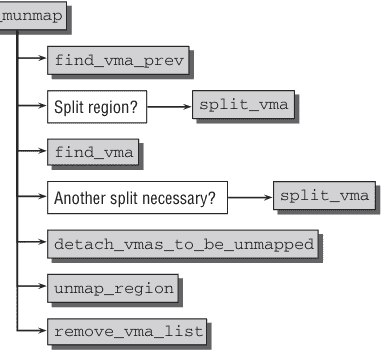 _munmap
find_vma_prev
Split region? split_vma
find_vma
Another split necessary? split_vma
detach_vmas_to_be_unmapped
unmap_region
remove_vma_list